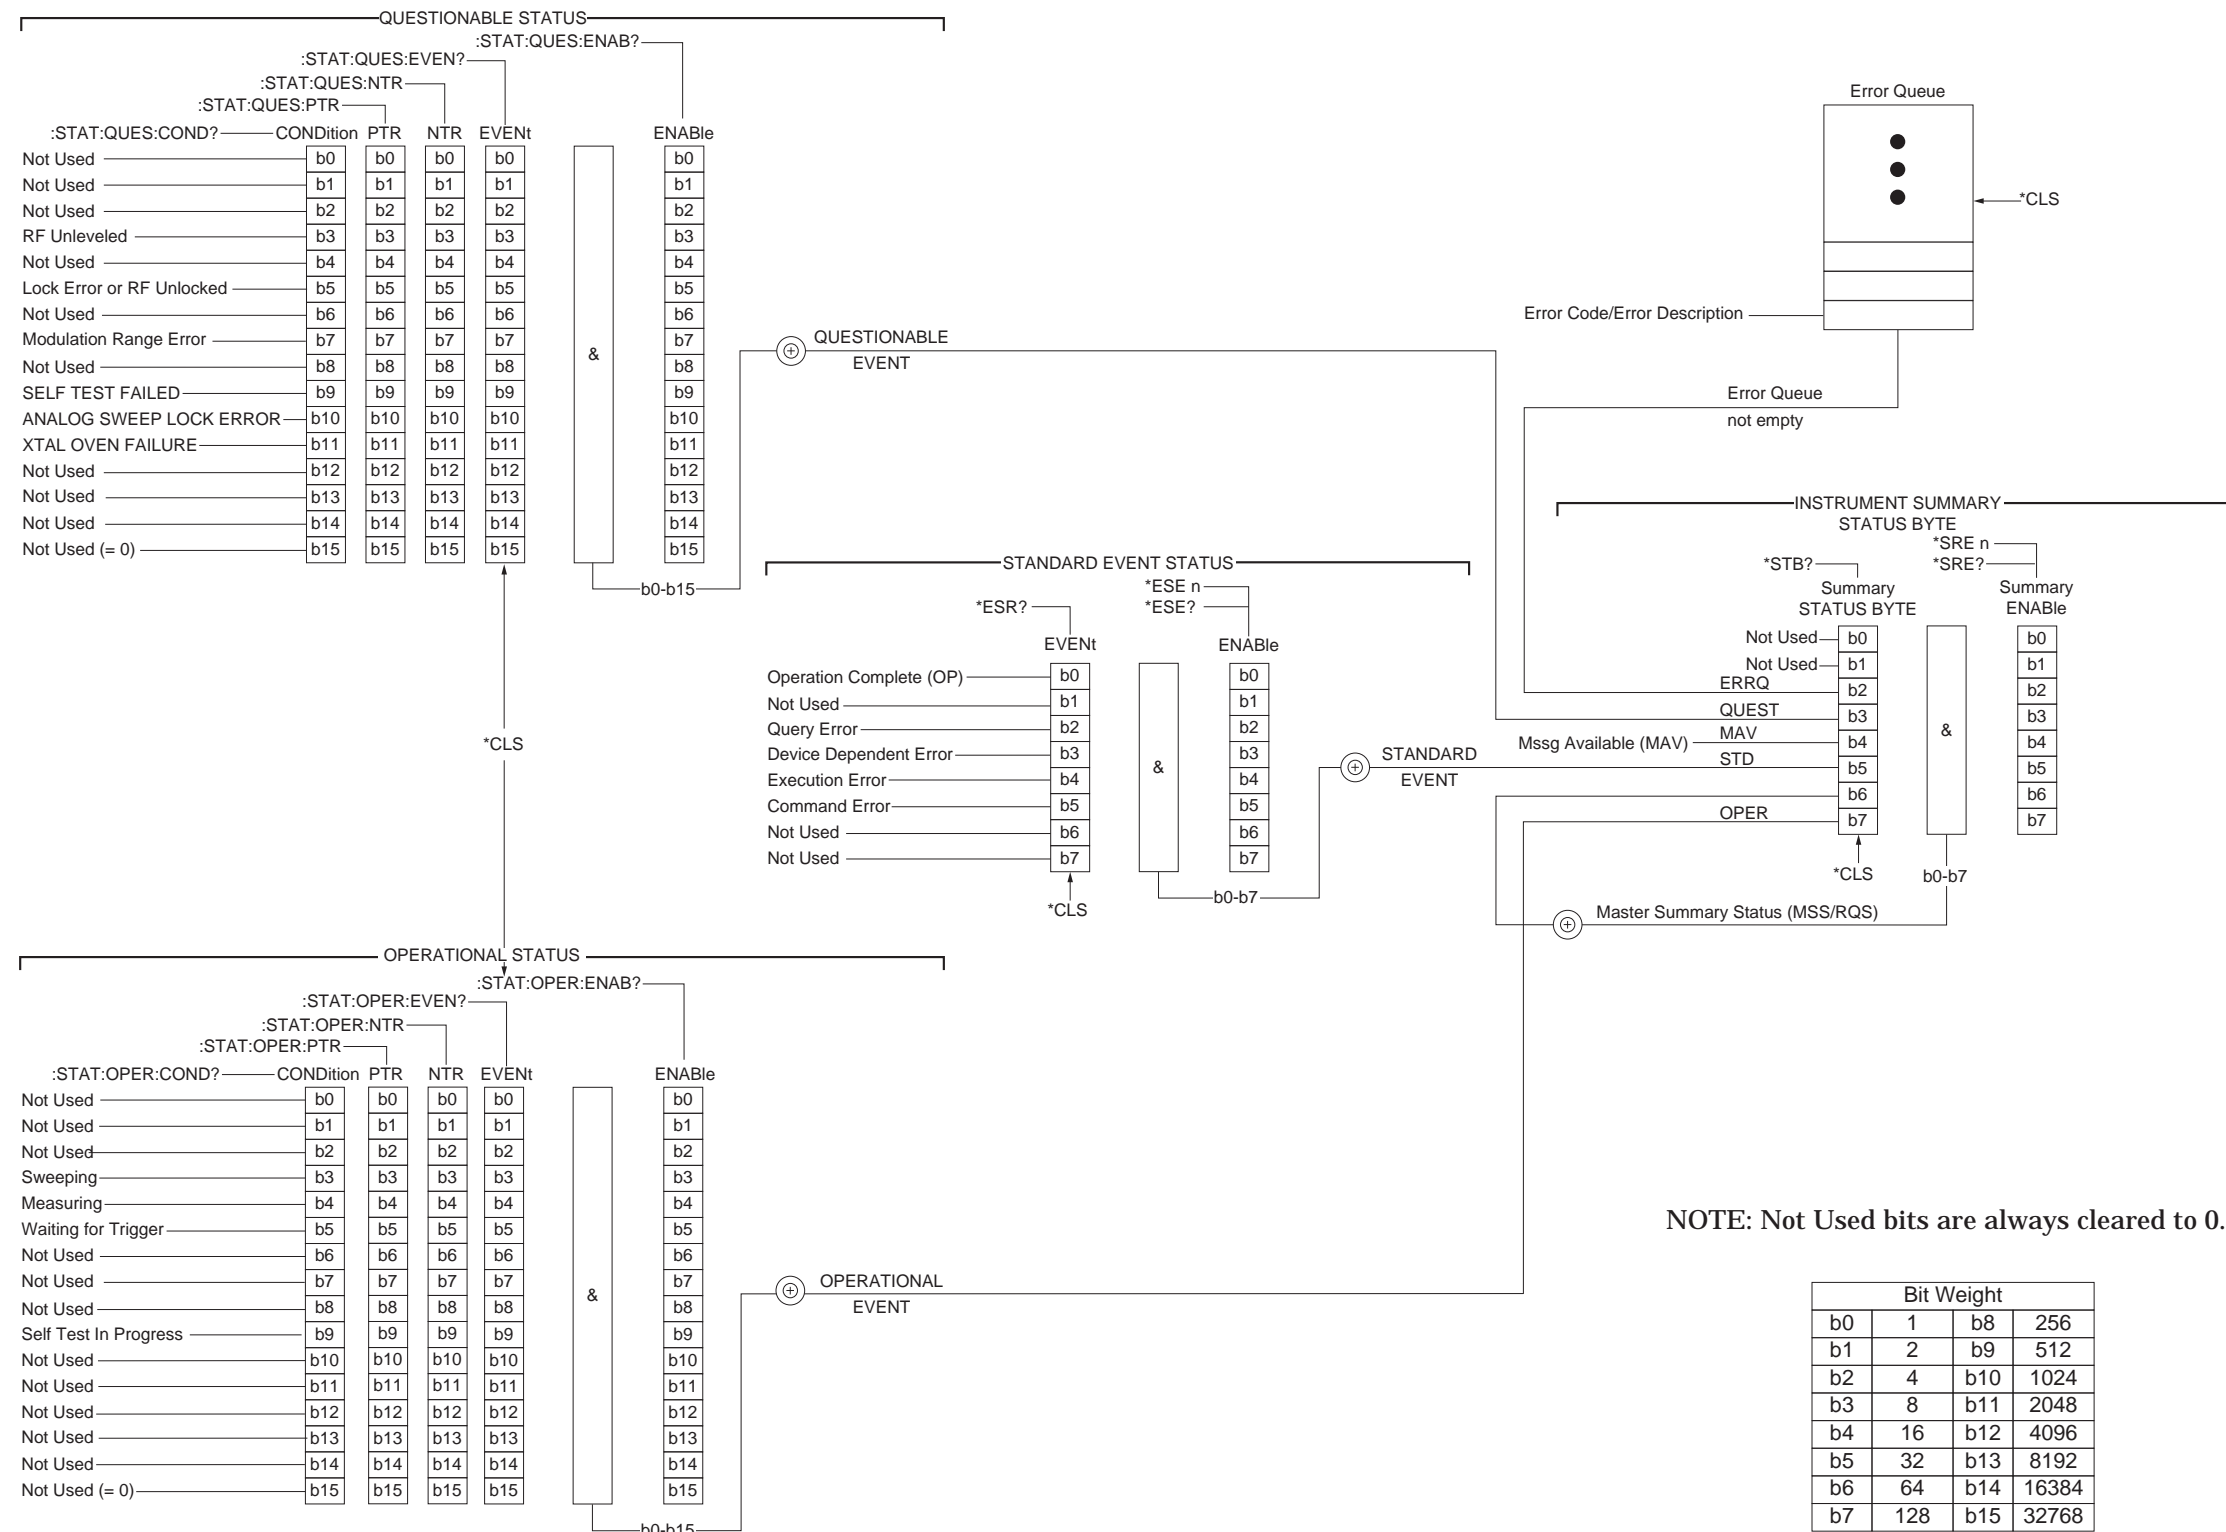 QUESTIONABLE STATUS
:STAT:QUES:ENAB?
:STAT:QUES:EVEN?
:STAT:QUES:NTR
:STAT:QUES:PTR
:STAT:QUES:COND? CONDition PTR NTR EVENt ENABle
Not Used b0 b0 b0 b0 b0
Not Used b1 b1 b1 b1 b1
Not Used b2 b2 b2 b2 b2
RF Unleveled b3 b3 b3 b3 b3
Not Used b4 b4 b4 b4 b4
Lock Error or RF Unlocked b5 b5 b5 b5 b5
Not Used b6 b6 b6 b6 b6
Modulation Range Error b7 b7 b7 b7 b7
&
Not Used b8 b8 b8 b8 b8
SELF TEST FAILED b9 b9 b9 b9 b9
ANALOG SWEEP LOCK ERROR b10 b10 b10 b10 b10
XTAL OVEN FAILURE b11 b11 b11 b11 b11
Not Used b12 b12 b12 b12 b12
Not Used b13 b13 b13 b13 b13
Not Used b14 b14 b14 b14 b14
Not Used (= 0) b15 b15 b15 b15 b15
b0-b15
QUESTIONABLE
EVENT
*CLS
Error Queue
*CLS
Error Code/Error Description
Error Queue
not empty
STANDARD EVENT STATUS
*ESE n
*ESR? *ESE?
EVENt ENABle
Operation Complete (OP) b0 b0
Not Used b1 b1
Query Error b2 b2
Device Dependent Error b3 b3
&
Execution Error b4 b4
Command Error b5 b5
Not Used b6 b6
Not Used b7 b7
*CLS
b0-b7
STANDARD
EVENT
INSTRUMENT SUMMARY
STATUS BYTE
*SRE n
*STB? *SRE?
Summary Summary
STATUS BYTE ENABle
Not Used b0 b0
Not Used b1 b1
ERRQ b2 b2
QUEST b3 b3
&
Mssg Available (MAV) MAV b4 b4
STD b5 b5
b6 b6
OPER b7 b7
*CLS b0-b7
Master Summary Status (MSS/RQS)
OPERATIONAL STATUS
:STAT:OPER:ENAB?
:STAT:OPER:EVEN?
:STAT:OPER:NTR
:STAT:OPER:PTR
:STAT:OPER:COND? CONDition PTR NTR EVENt ENABle
Not Used b0 b0 b0 b0 b0
Not Used b1 b1 b1 b1 b1
Not Used b2 b2 b2 b2 b2
Sweeping b3 b3 b3 b3 b3
Measuring b4 b4 b4 b4 b4
Waiting for Trigger b5 b5 b5 b5 b5
Not Used b6 b6 b6 b6 b6
Not Used b7 b7 b7 b7 b7
&
Not Used b8 b8 b8 b8 b8
Self Test In Progress b9 b9 b9 b9 b9
Not Used b10 b10 b10 b10 b10
Not Used b11 b11 b11 b11 b11
Not Used b12 b12 b12 b12 b12
Not Used b13 b13 b13 b13 b13
Not Used b14 b14 b14 b14 b14
Not Used (= 0) b15 b15 b15 b15 b15
b0-b15
OPERATIONAL
EVENT
NOTE: Not Used bits are always cleared to 0.
Bit Weight
b0 1 b8 256
b1 2 b9 512
b2 4 b10 1024
b3 8 b11 2048
b4 16 b12 4096
b5 32 b13 8192
b6 64 b14 16384
b7 128 b15 32768